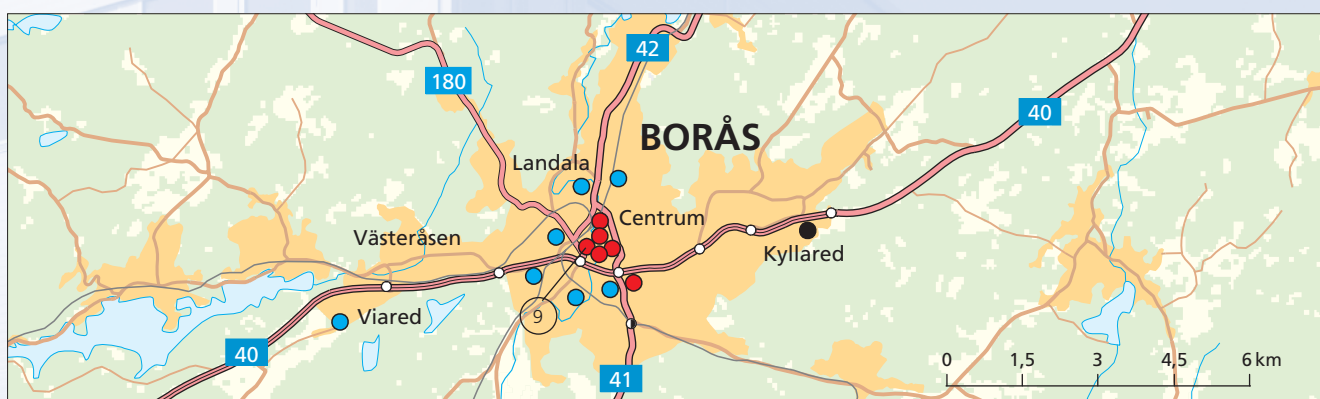 42
180
40
BORÅS
Landala
Centrum
Västeråsen
Kyllared
9
Viared
40
0 1,5 3 4,5 6 km
41